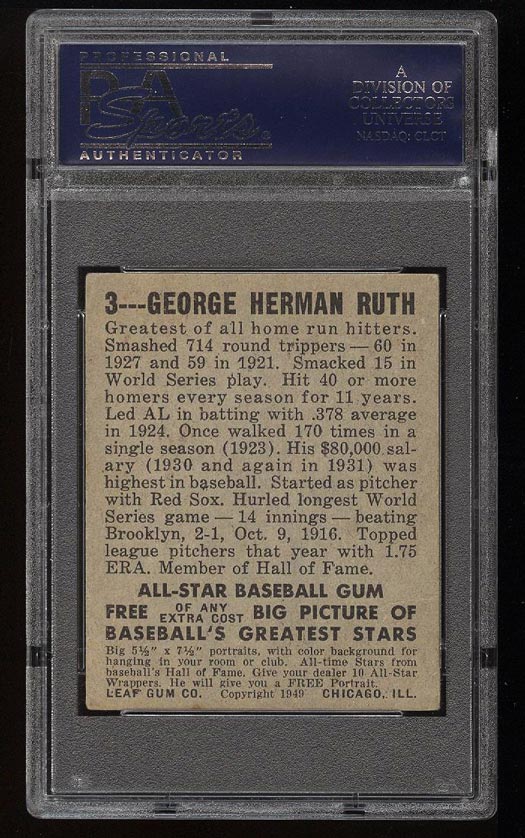 PROFESSIONAL
PSA
Sports
AUTHENTICATOR
A
DIVISION OF
COLLECTORS
UNIVERSE
NASDAQ: CLCT
3---GEORGE HERMAN RUTH
Greatest of all home run hitters.
Smashed 714 round trippers — 60 in
1927 and 59 in 1921. Smacked 15 in
World Series play. Hit 40 or more
homers every season for 11 years.
Led AL in batting with .378 average
in 1924. Once walked 170 times in a
single season (1923). His $80,000 sal-
ary (1930 and again in 1931) was
highest in baseball. Started as pitcher
with Red Sox. Hurled longest World
Series game — 14 innings — beating
Brooklyn, 2-1, Oct. 9, 1916. Topped
league pitchers that year with 1.75
ERA. Member of Hall of Fame.
ALL-STAR BASEBALL GUM
FREE OF ANY EXTRA COST BIG PICTURE OF
BASEBALL'S GREATEST STARS
Big 5½" x 7½" portraits, with color background for
hanging in your room or club. All-time Stars from
baseball's Hall of Fame. Give your dealer 10 All-Star
Wrappers. He will give you a FREE Portrait.
LEAF GUM CO. Copyright 1949 CHICAGO, ILL.